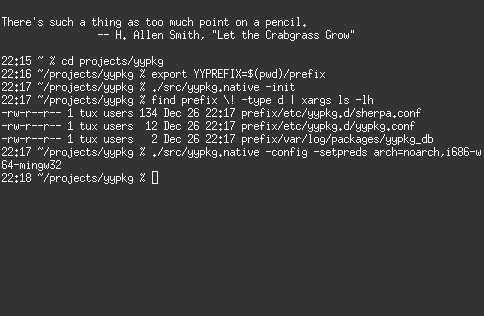 There's such a thing as too much point on a pencil.
-- H. Allen Smith, "Let the Crabgrass Grow"
22:15 ~ % cd projects/yypkg
22:16 ~/projects/yypkg % export YYPREFIX=$(pwd)/prefix
22:17 ~/projects/yypkg % ./src/yypkg.native -init
22:17 ~/projects/yypkg % find prefix \! -type d | xargs ls -lh
-rw-r--r-- 1 tux users 134 Dec 26 22:17 prefix/etc/yypkg.d/sherpa.conf
-rw-r--r-- 1 tux users  12 Dec 26 22:17 prefix/etc/yypkg.d/yypkg.conf
-rw-r--r-- 1 tux users   2 Dec 26 22:17 prefix/var/log/packages/yypkg_db
22:17 ~/projects/yypkg % ./src/yypkg.native -config -setpreds arch=noarch,i686-w
64-mingw32
22:18 ~/projects/yypkg %